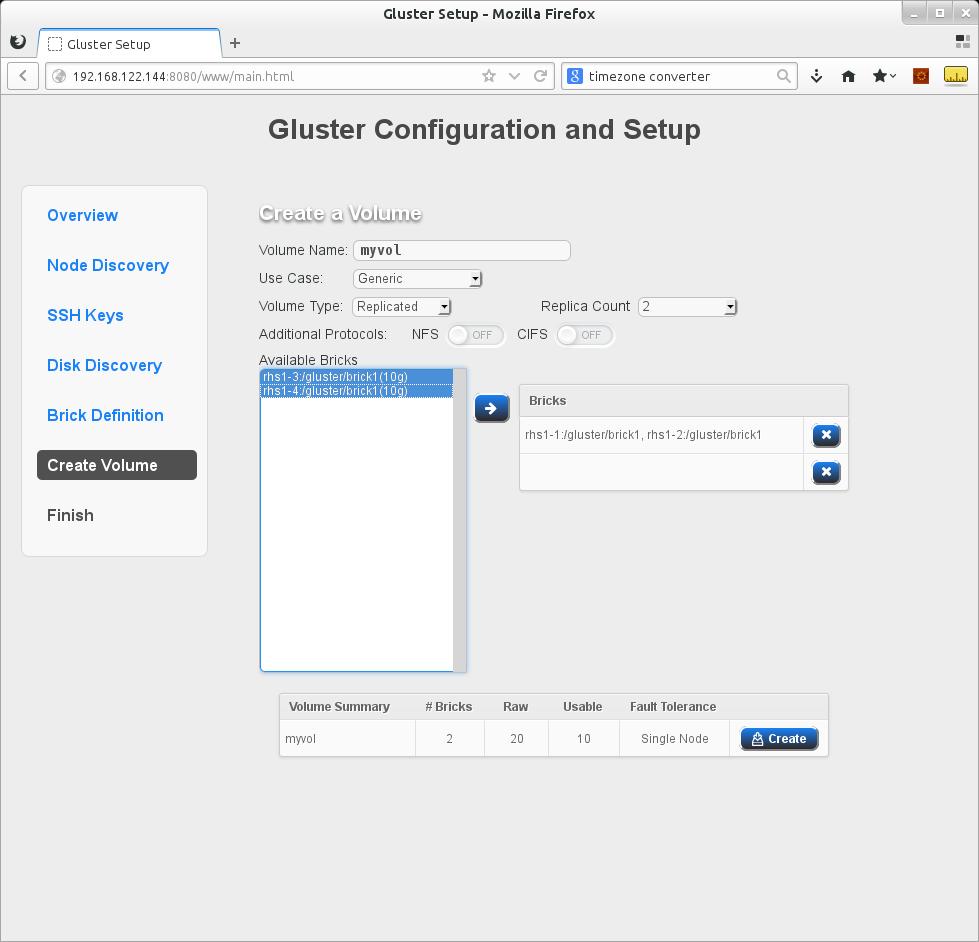 Gluster Setup - Mozilla Firefox
Gluster Setup
192.168.122.144:8080/www/main.html
8 timezone converter
Gluster Configuration and Setup
Overview
Node Discovery
SSH Keys
Disk Discovery
Brick Definition
Create Volume
Finish
Create a Volume
Volume Name: myvol
Use Case: Generic
Volume Type: Replicated Replica Count 2
Additional Protocols: NFS OFF CIFS OFF
Available Bricks
rhs1-3:/gluster/brick1(10g)
rhs1-4:/gluster/brick1(10g)
Bricks
rhs1-1:/gluster/brick1, rhs1-2:/gluster/brick1
Volume Summary # Bricks Raw Usable Fault Tolerance
myvol 2 20 10 Single Node Create